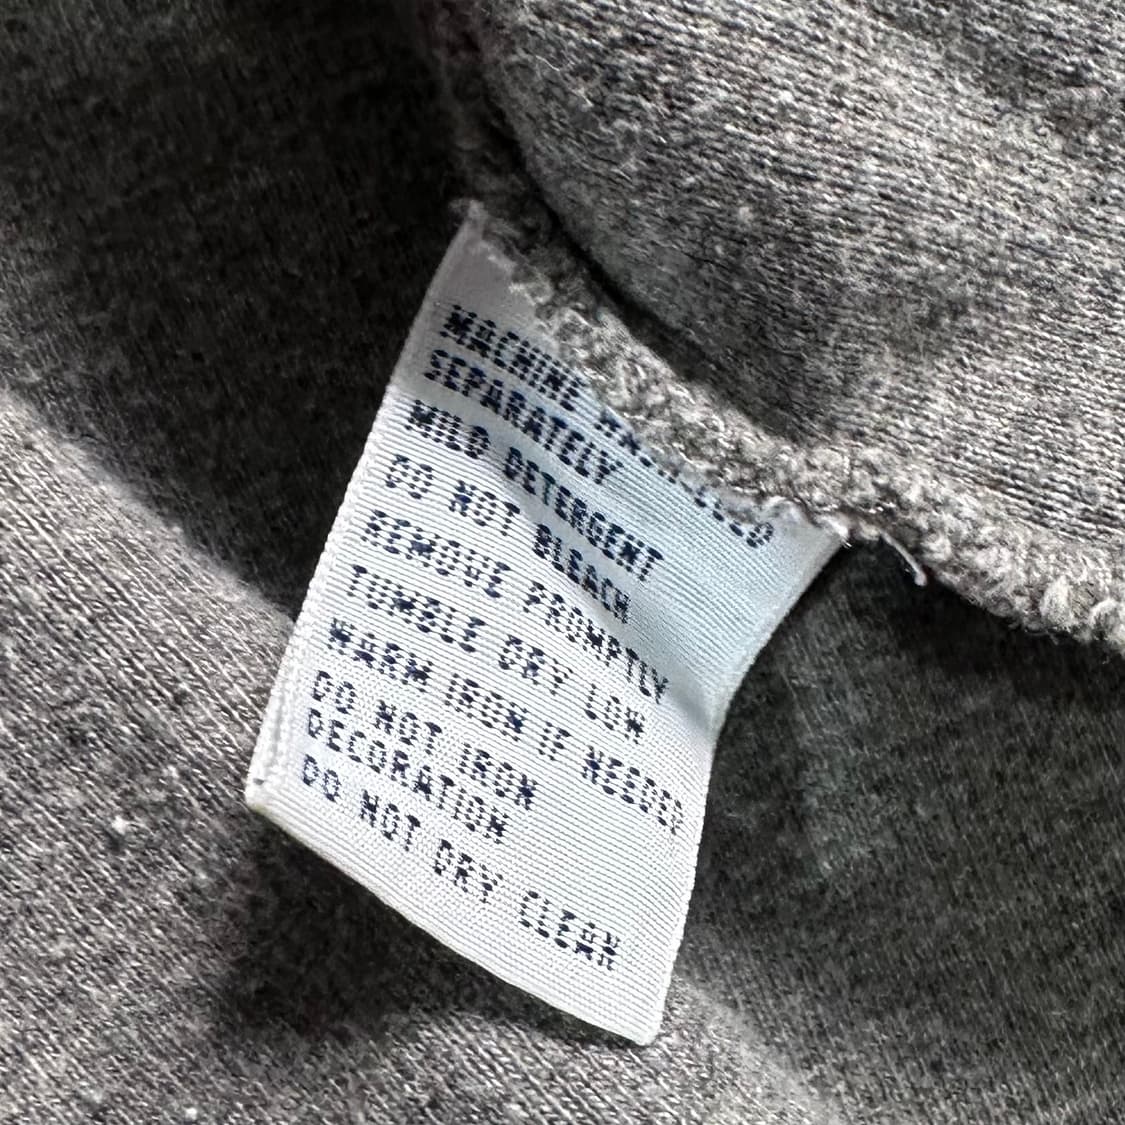 MACHINE
SEPARATELY
MILD DETERGENT
DO NOT BLEACH
REMOVE PROMPTLY
TUMBLE DRY LOW
WARM IRON IF NEEDED
DO NOT IRON
DECORATION
DO NOT DRY CLEAN